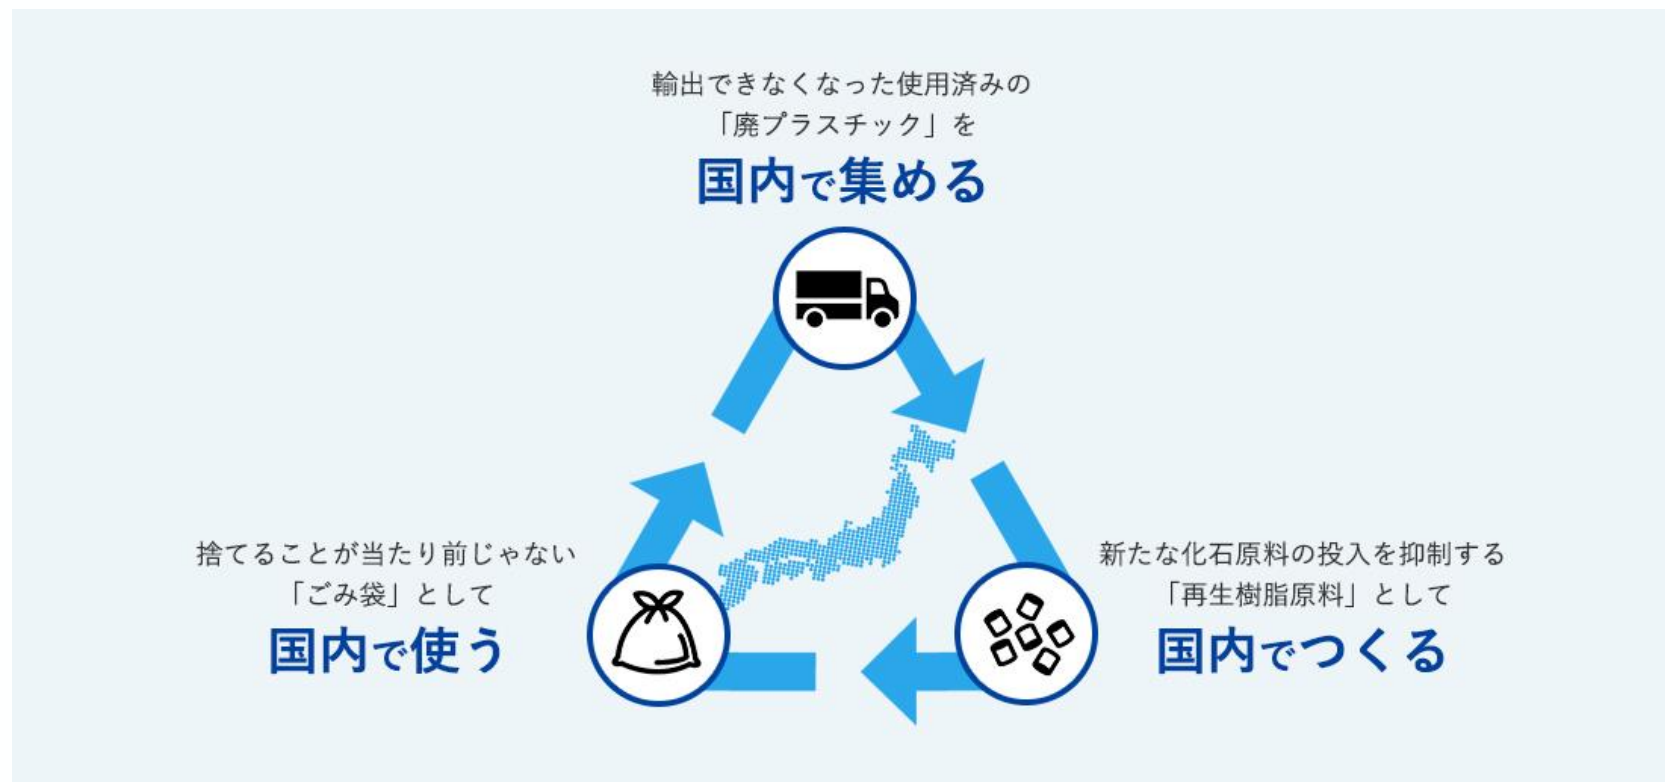 輸出できなくなった使用済みの
「廃プラスチック」を
国内で集める
捨てることが当たり前じゃない
「ごみ袋」として
国内で使う
新たな化石原料の投入を抑制する
「再生樹脂原料」として
国内でつくる